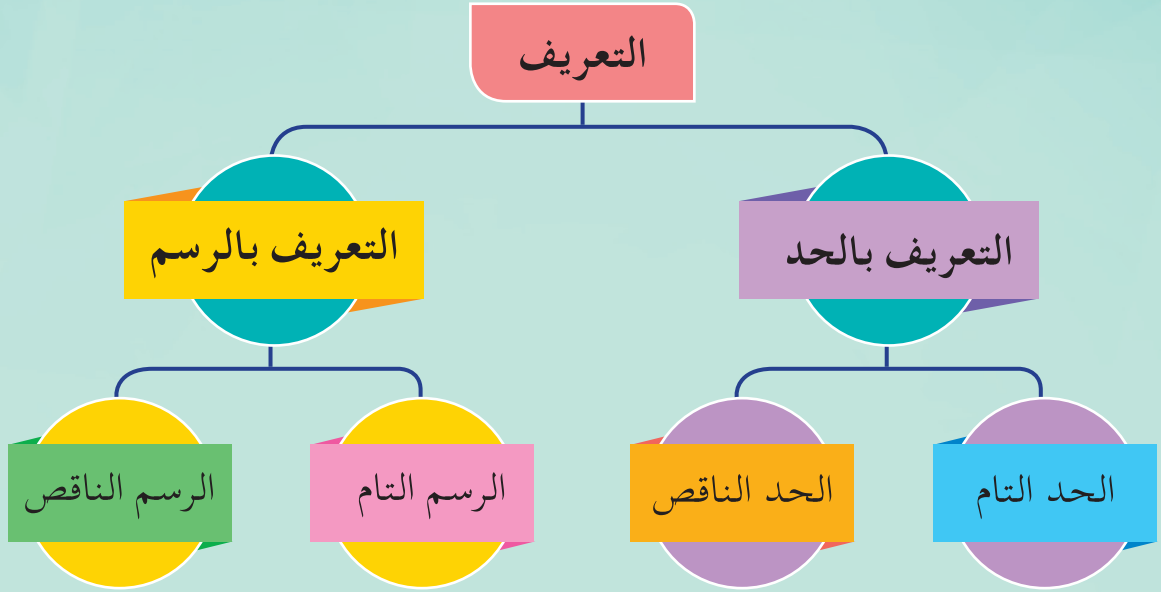 التعريف
التعريف بالحد
التعريف بالرسم
الحد التام
الحد الناقص
الرسم التام
الرسم الناقص